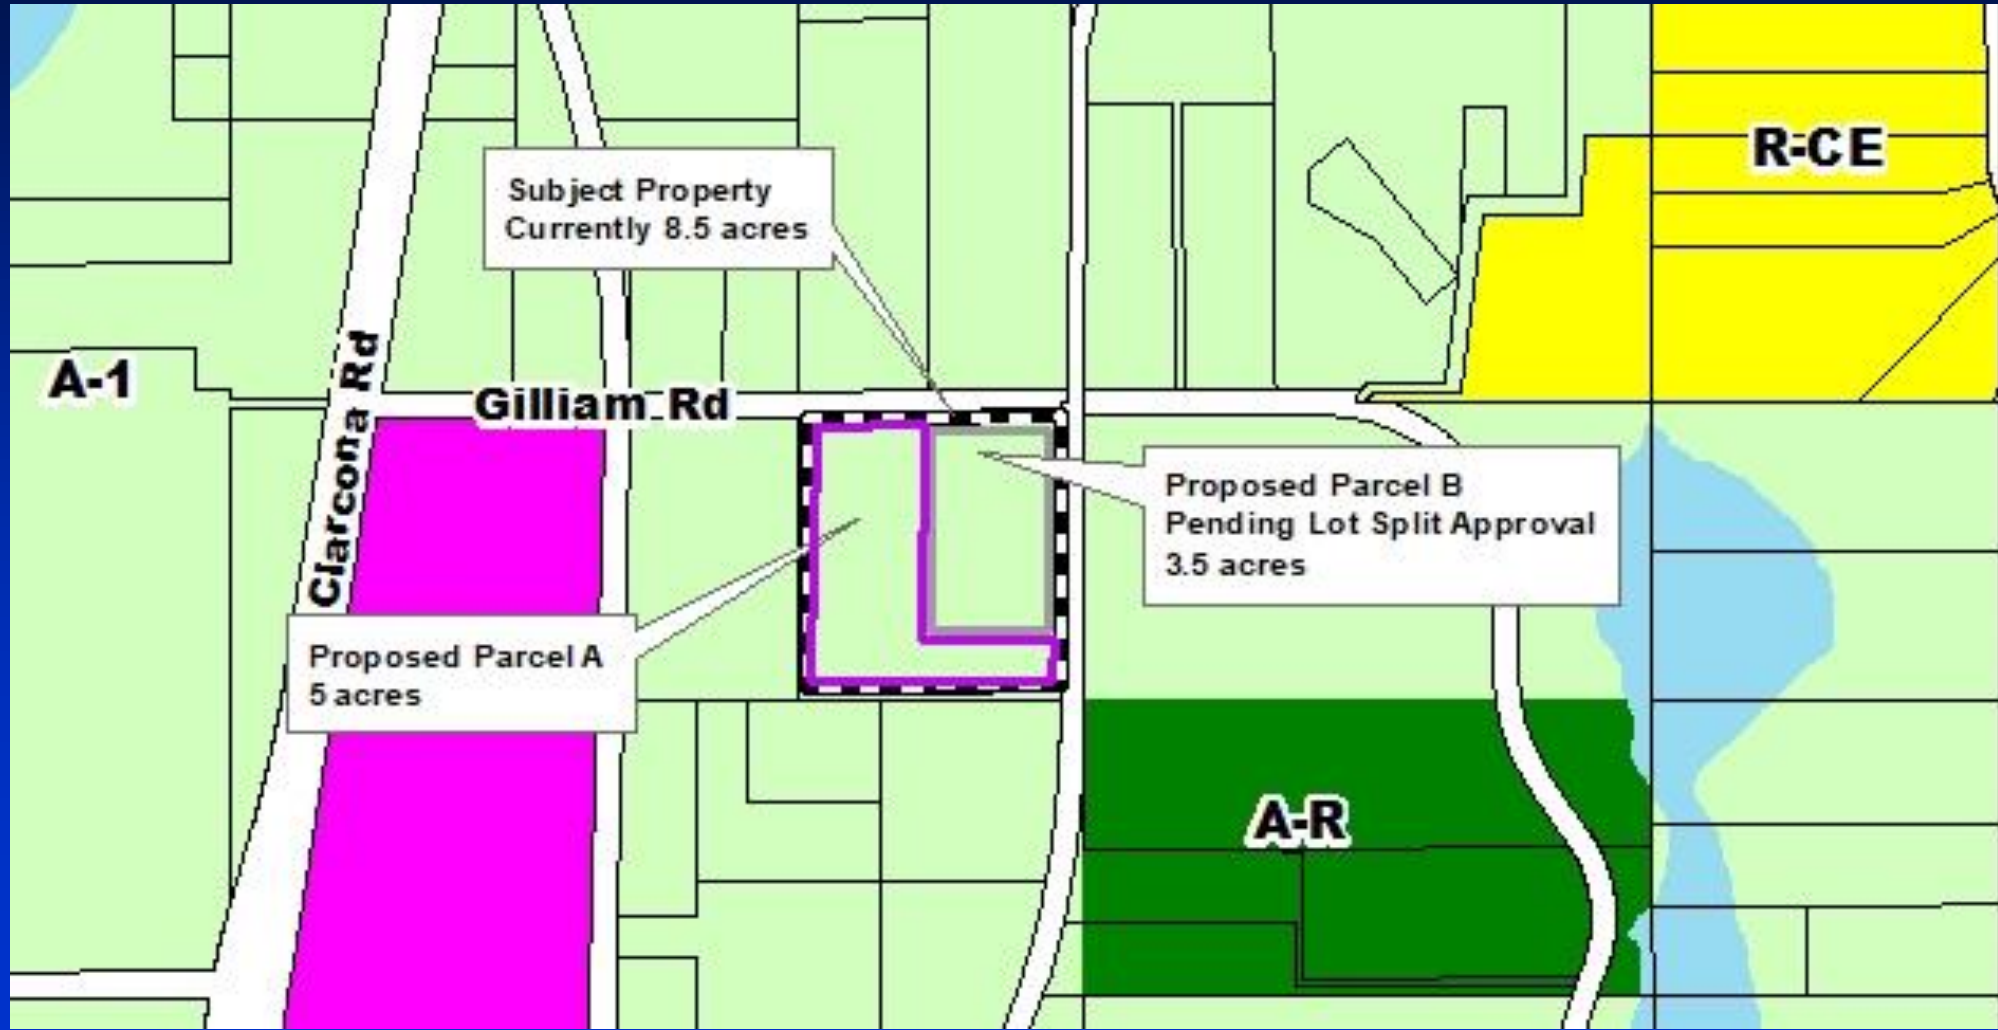 R-CE
Subject Property
Currently 8.5 acres
A-1
Gilliam Rd
Clarcona Rd
Proposed Parcel B
Pending Lot Split Approval
3.5 acres
Proposed Parcel A
5 acres
A-R